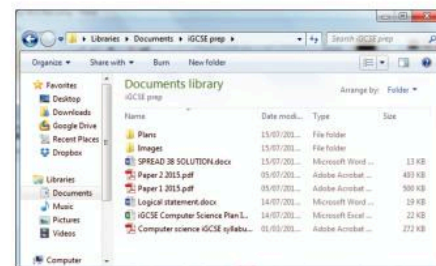 Libraries ▸ Documents ▸ iGCSE prep
Search iGCSE prep
Organize Share with Burn New folder
Favorites
Desktop
Downloads
Google Drive
Recent Places
Dropbox
Libraries
Documents
Music
Pictures
Videos
Computer
Documents library
iGCSE prep
Arrange by: Folder
Name Date modi... Type Size
Plans 15/07/201... File folder
Images 15/07/201... File folder
SPREAD 3B SOLUTION.docx 15/07/201... Microsoft Word ... 13 KB
Paper 2 2015.pdf 05/07/201... Adobe Acrobat ... 493 KB
Paper 1 2015.pdf 05/07/201... Adobe Acrobat ... 500 KB
Logical statement.docx 14/07/201... Microsoft Word ... 19 KB
iGCSE Computer Science Plan 1... 14/07/201... Microsoft Excel ... 22 KB
Computer science iGCSE syllabu... 01/03/201... Adobe Acrobat ... 272 KB